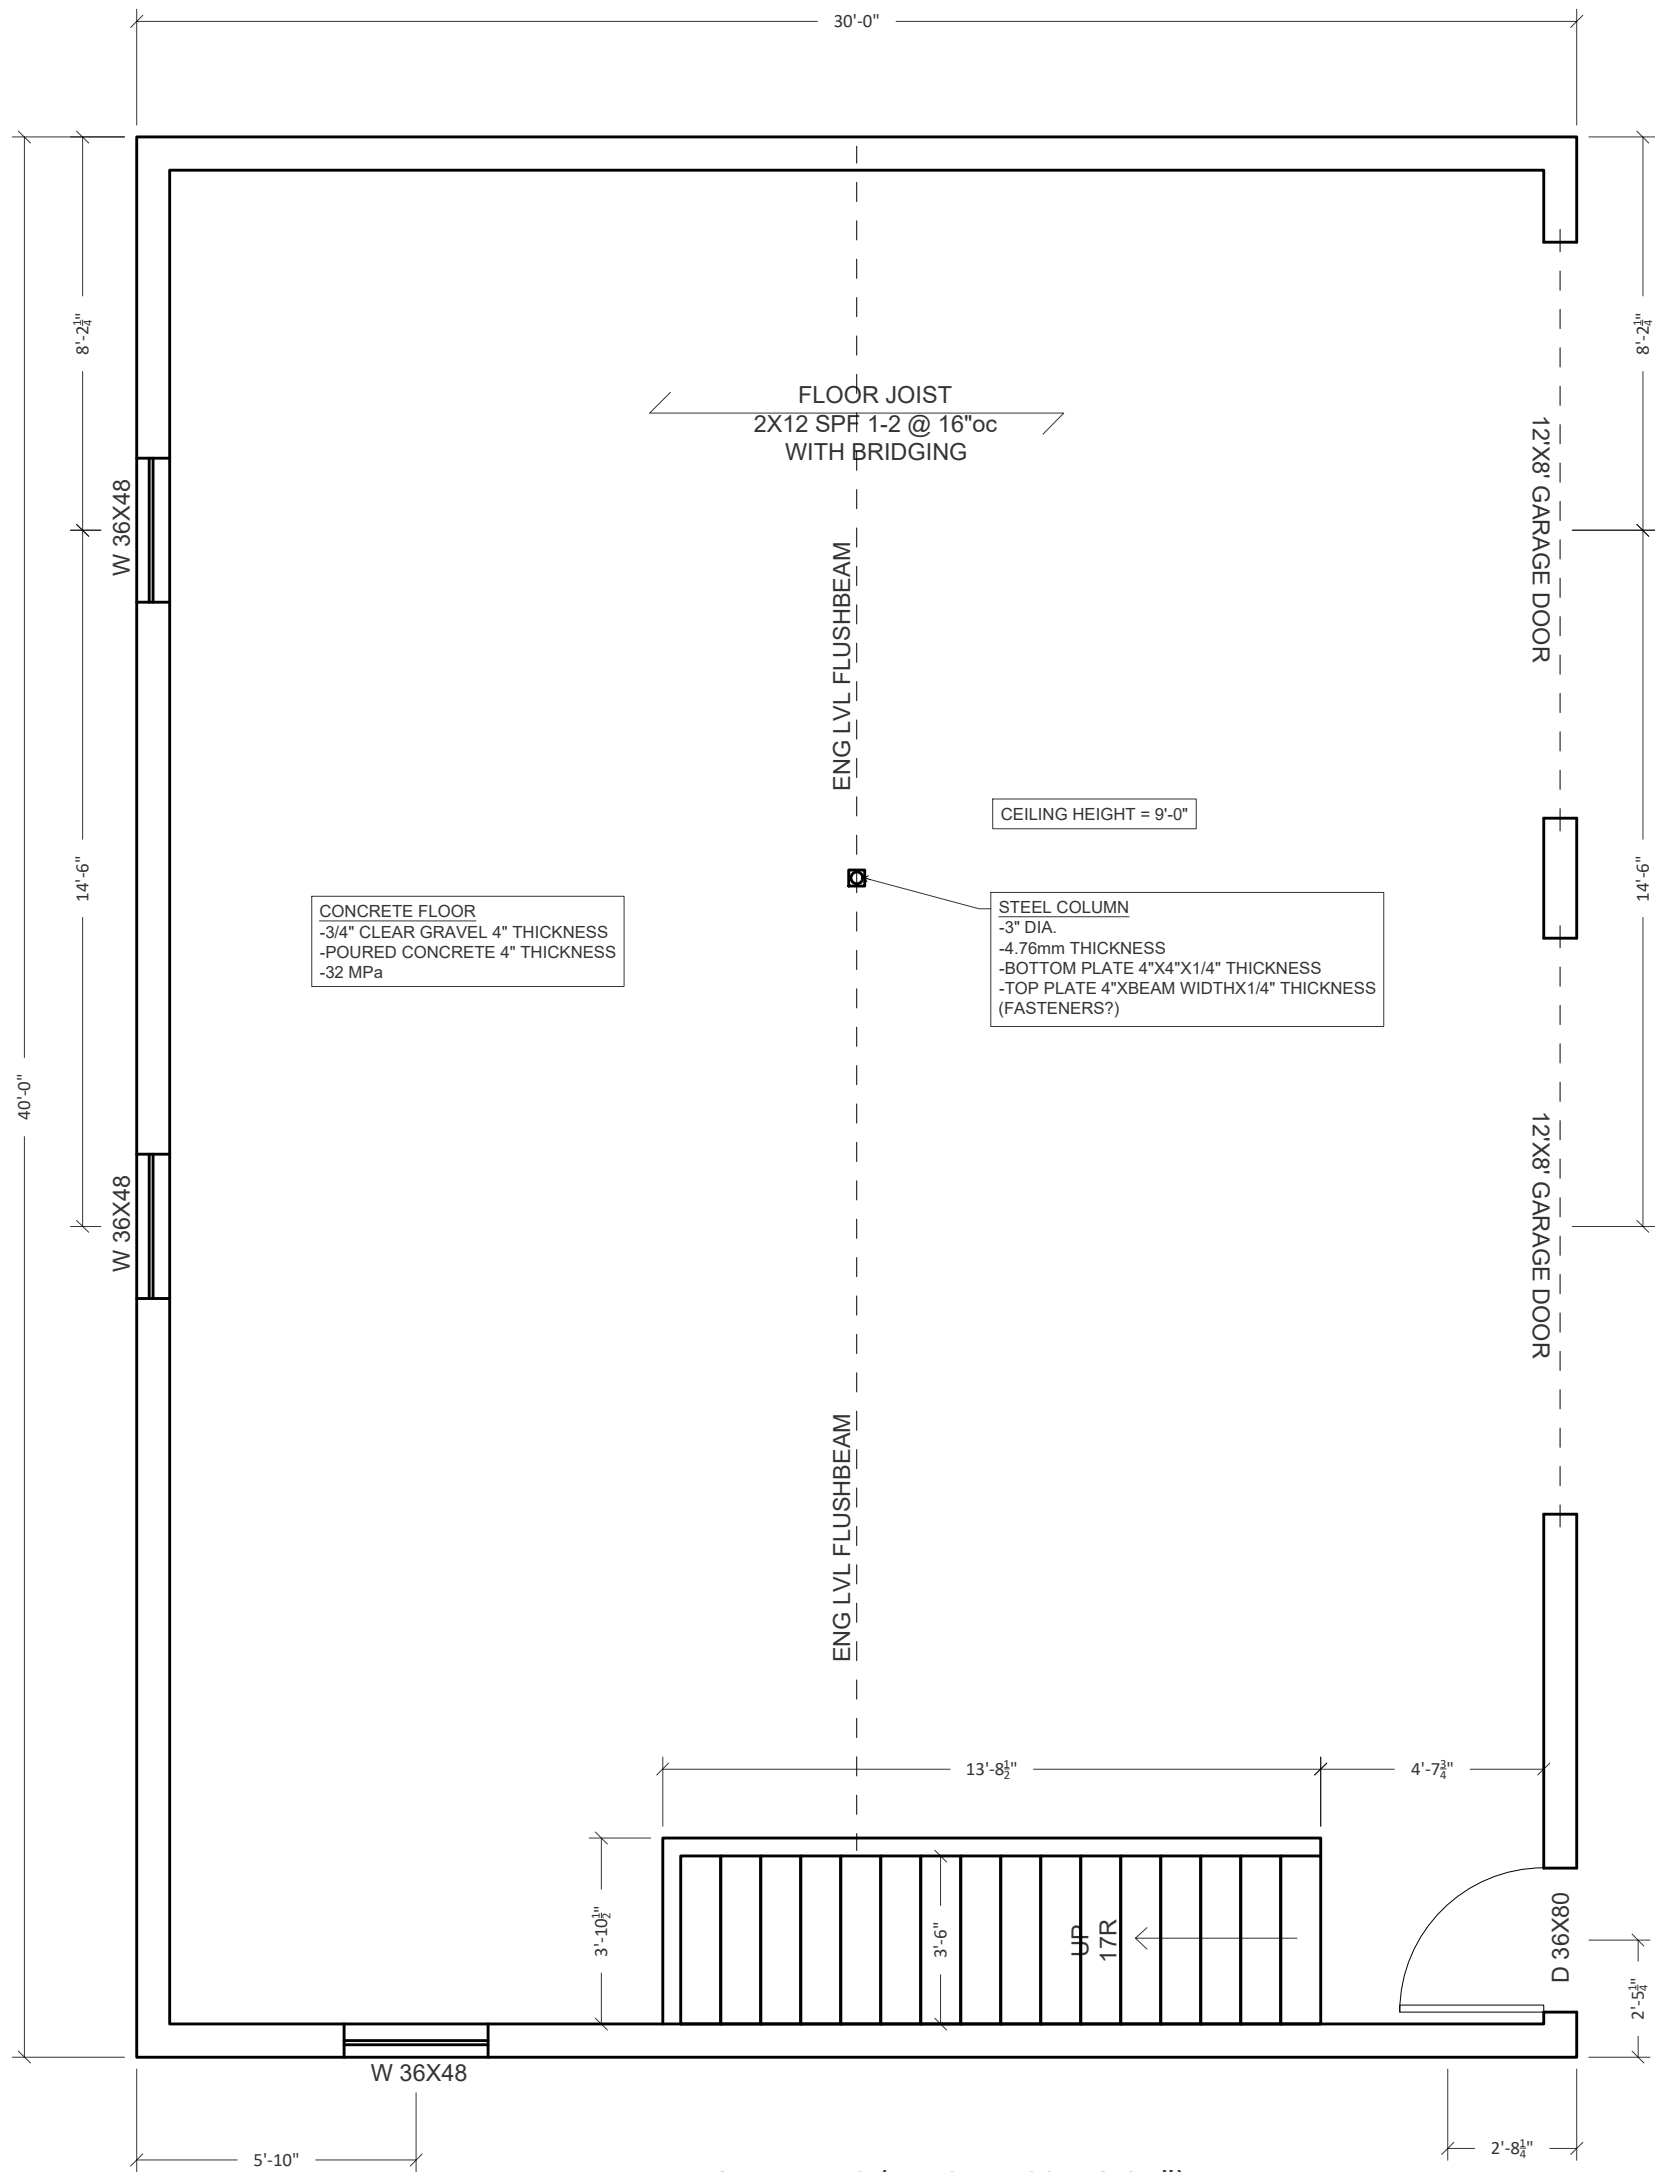 30'-0"
8'-2¼"
8'-2¼"
FLOOR JOIST
2X12 SPF 1-2 @ 16"oc
WITH BRIDGING
W 36X48
12'X8' GARAGE DOOR
ENG LVL FLUSHBEAM
CEILING HEIGHT = 9'-0"
14'-6"
14'-6"
CONCRETE FLOOR
-3/4" CLEAR GRAVEL 4" THICKNESS
-POURED CONCRETE 4" THICKNESS
-32 MPa
STEEL COLUMN
-3" DIA.
-4.76mm THICKNESS
-BOTTOM PLATE 4"X4"X1/4" THICKNESS
-TOP PLATE 4"XBEAM WIDTHX1/4" THICKNESS
(FASTENERS?)
40'-0"
W 36X48
12'X8' GARAGE DOOR
ENG LVL FLUSHBEAM
13'-8½"
4'-7¾"
3'-10½"
3'-6"
UP
17R
D 36X80
2'-5¼"
W 36X48
5'-10"
2'-8¼"